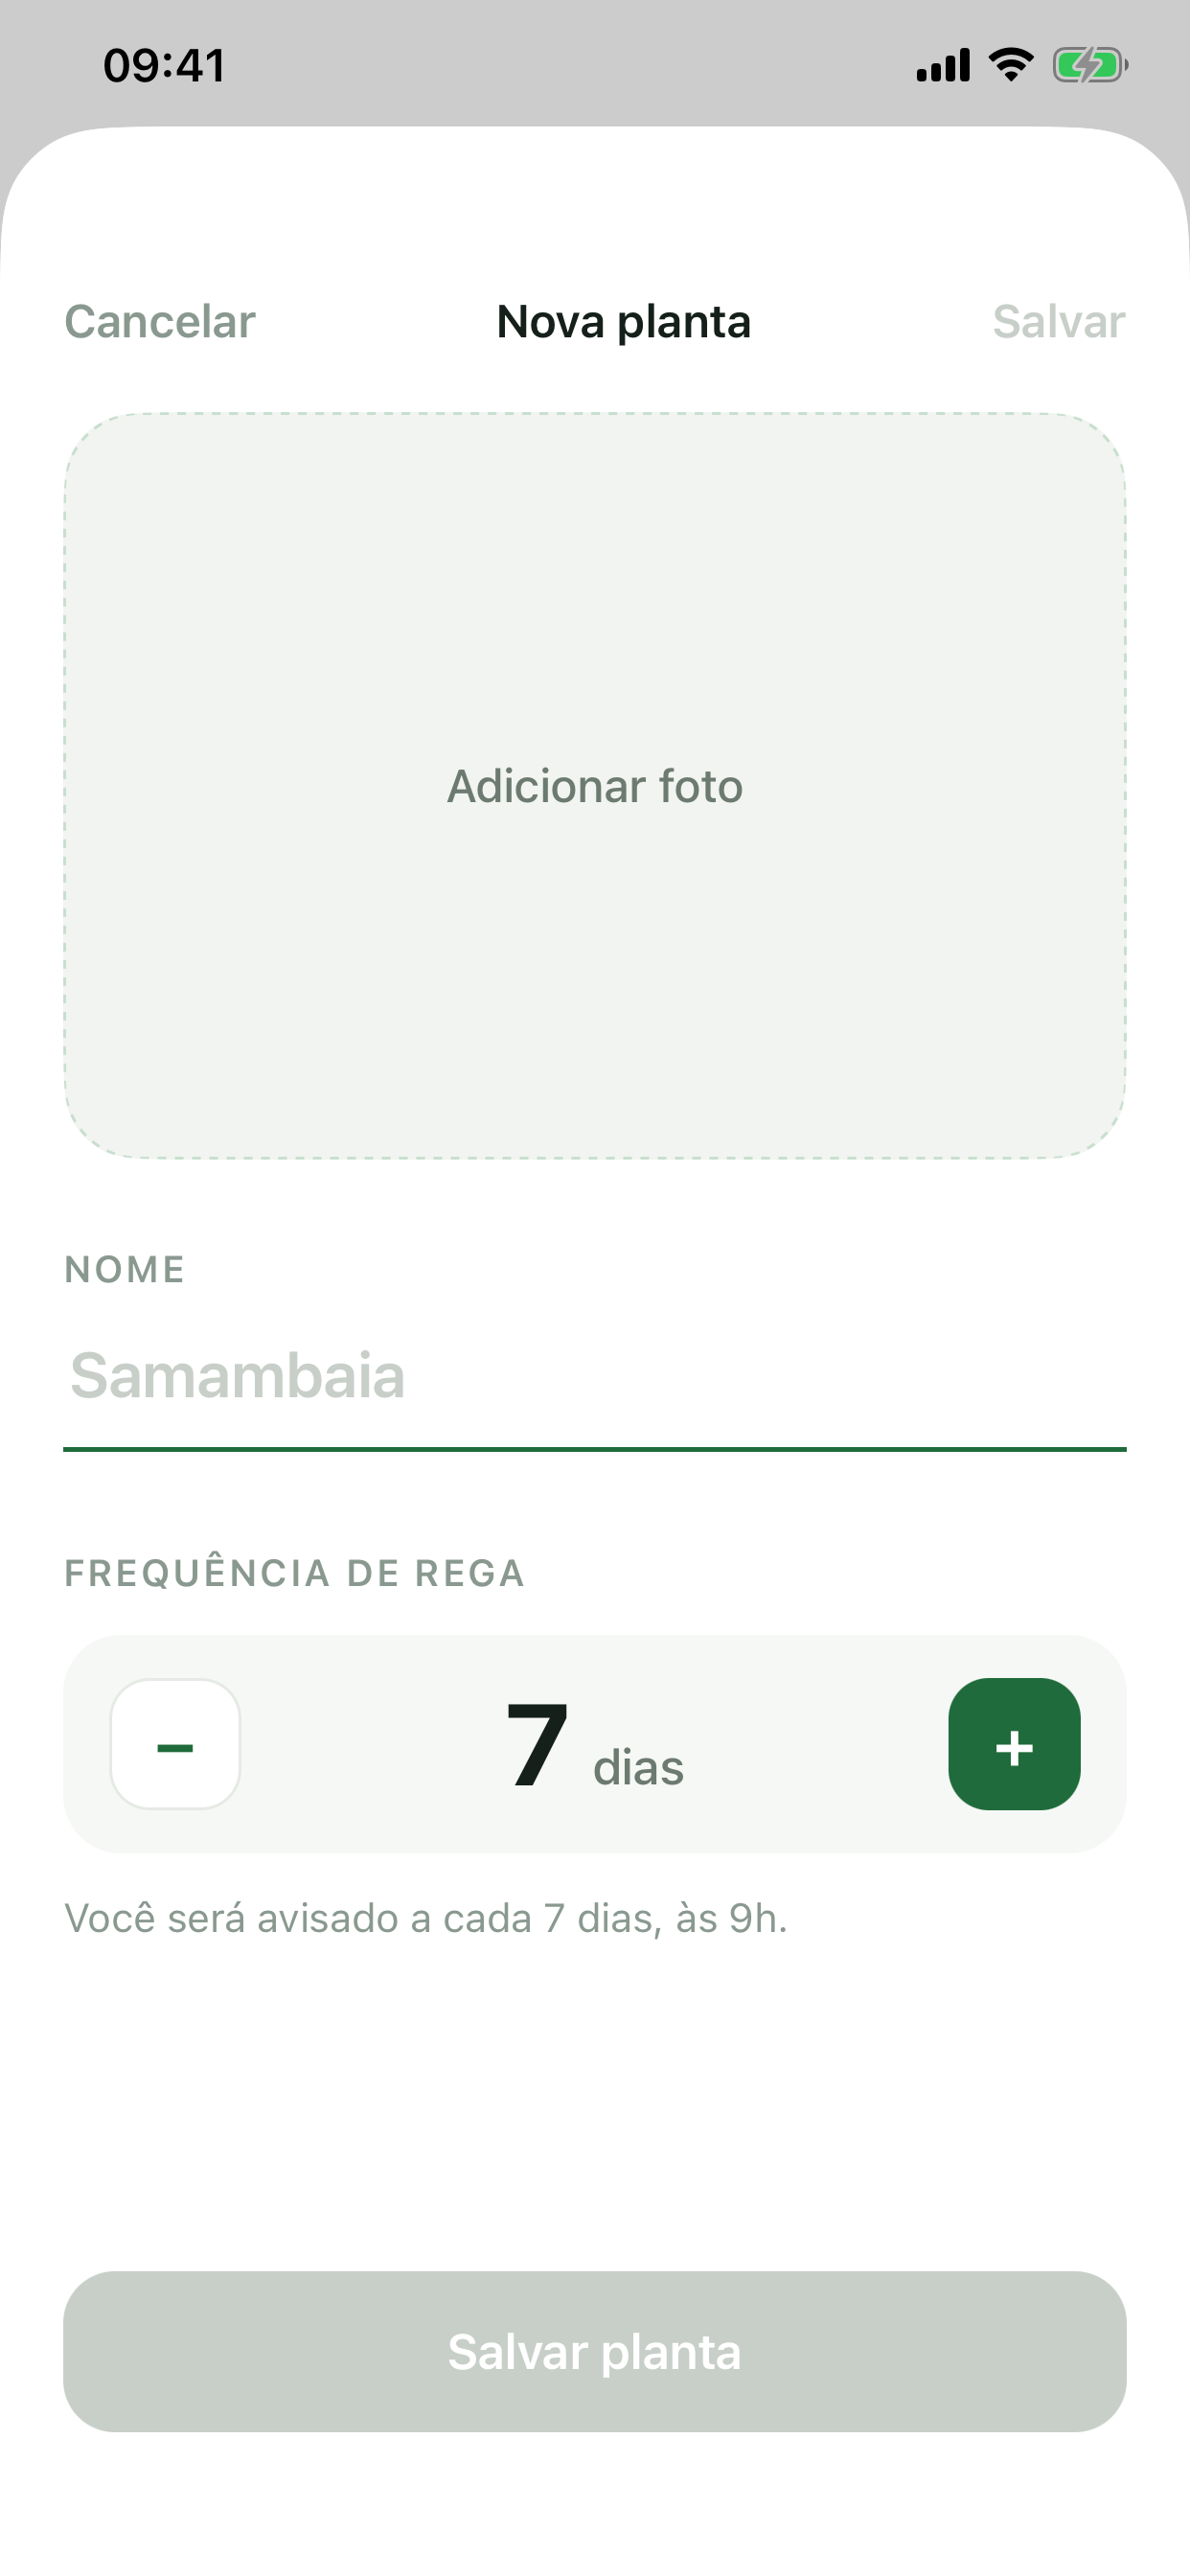 09:41
Cancelar Nova planta Salvar
Adicionar foto
NOME
Samambaia
FREQUÊNCIA DE REGA
− 7 dias +
Você será avisado a cada 7 dias, às 9h.
Salvar planta